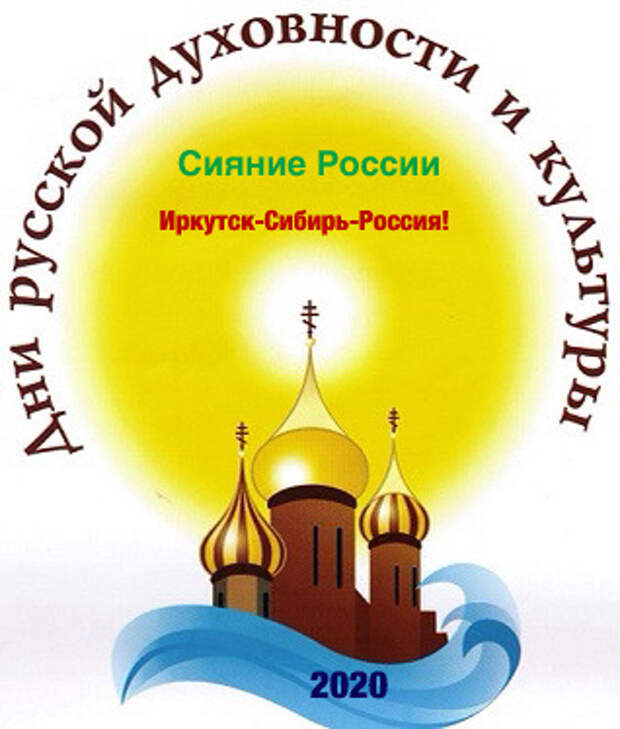 Дни русской духовности и культуры
Сияние России
Иркутск-Сибирь-Россия!
2020